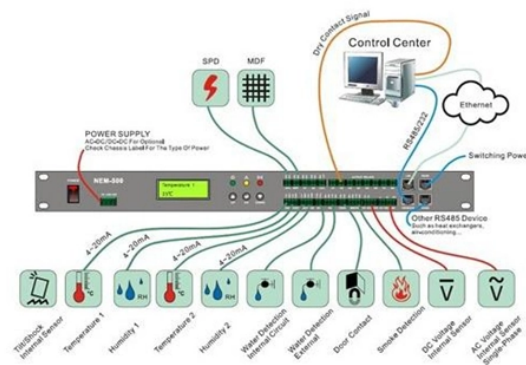 SPD
MDF
Dry Contact Signal
Control Center
Ethernet
RS485/232
POWER SUPPLY
AC-DC/DC-DC For Optional
Check Chassis Label For The Type Of Power
Switching Power
NEM-500
Temperature 1
Other RS485 Device
Such as heat exchangers,
airconditioning...
4~20mA
4~20mA
4~20mA
4~20mA
RH
RH
V
V
Tilt/Shock
Internal Sensor
Temperature 1
Humidity 1
Temperature 2
Humidity 2
Water Detection
Internal Circuit
Water Detection
External
Door Contact
Smoke Detection
DC Voltage
Internal Sensor
AC Voltage
Internal Sensor
Single-Phase